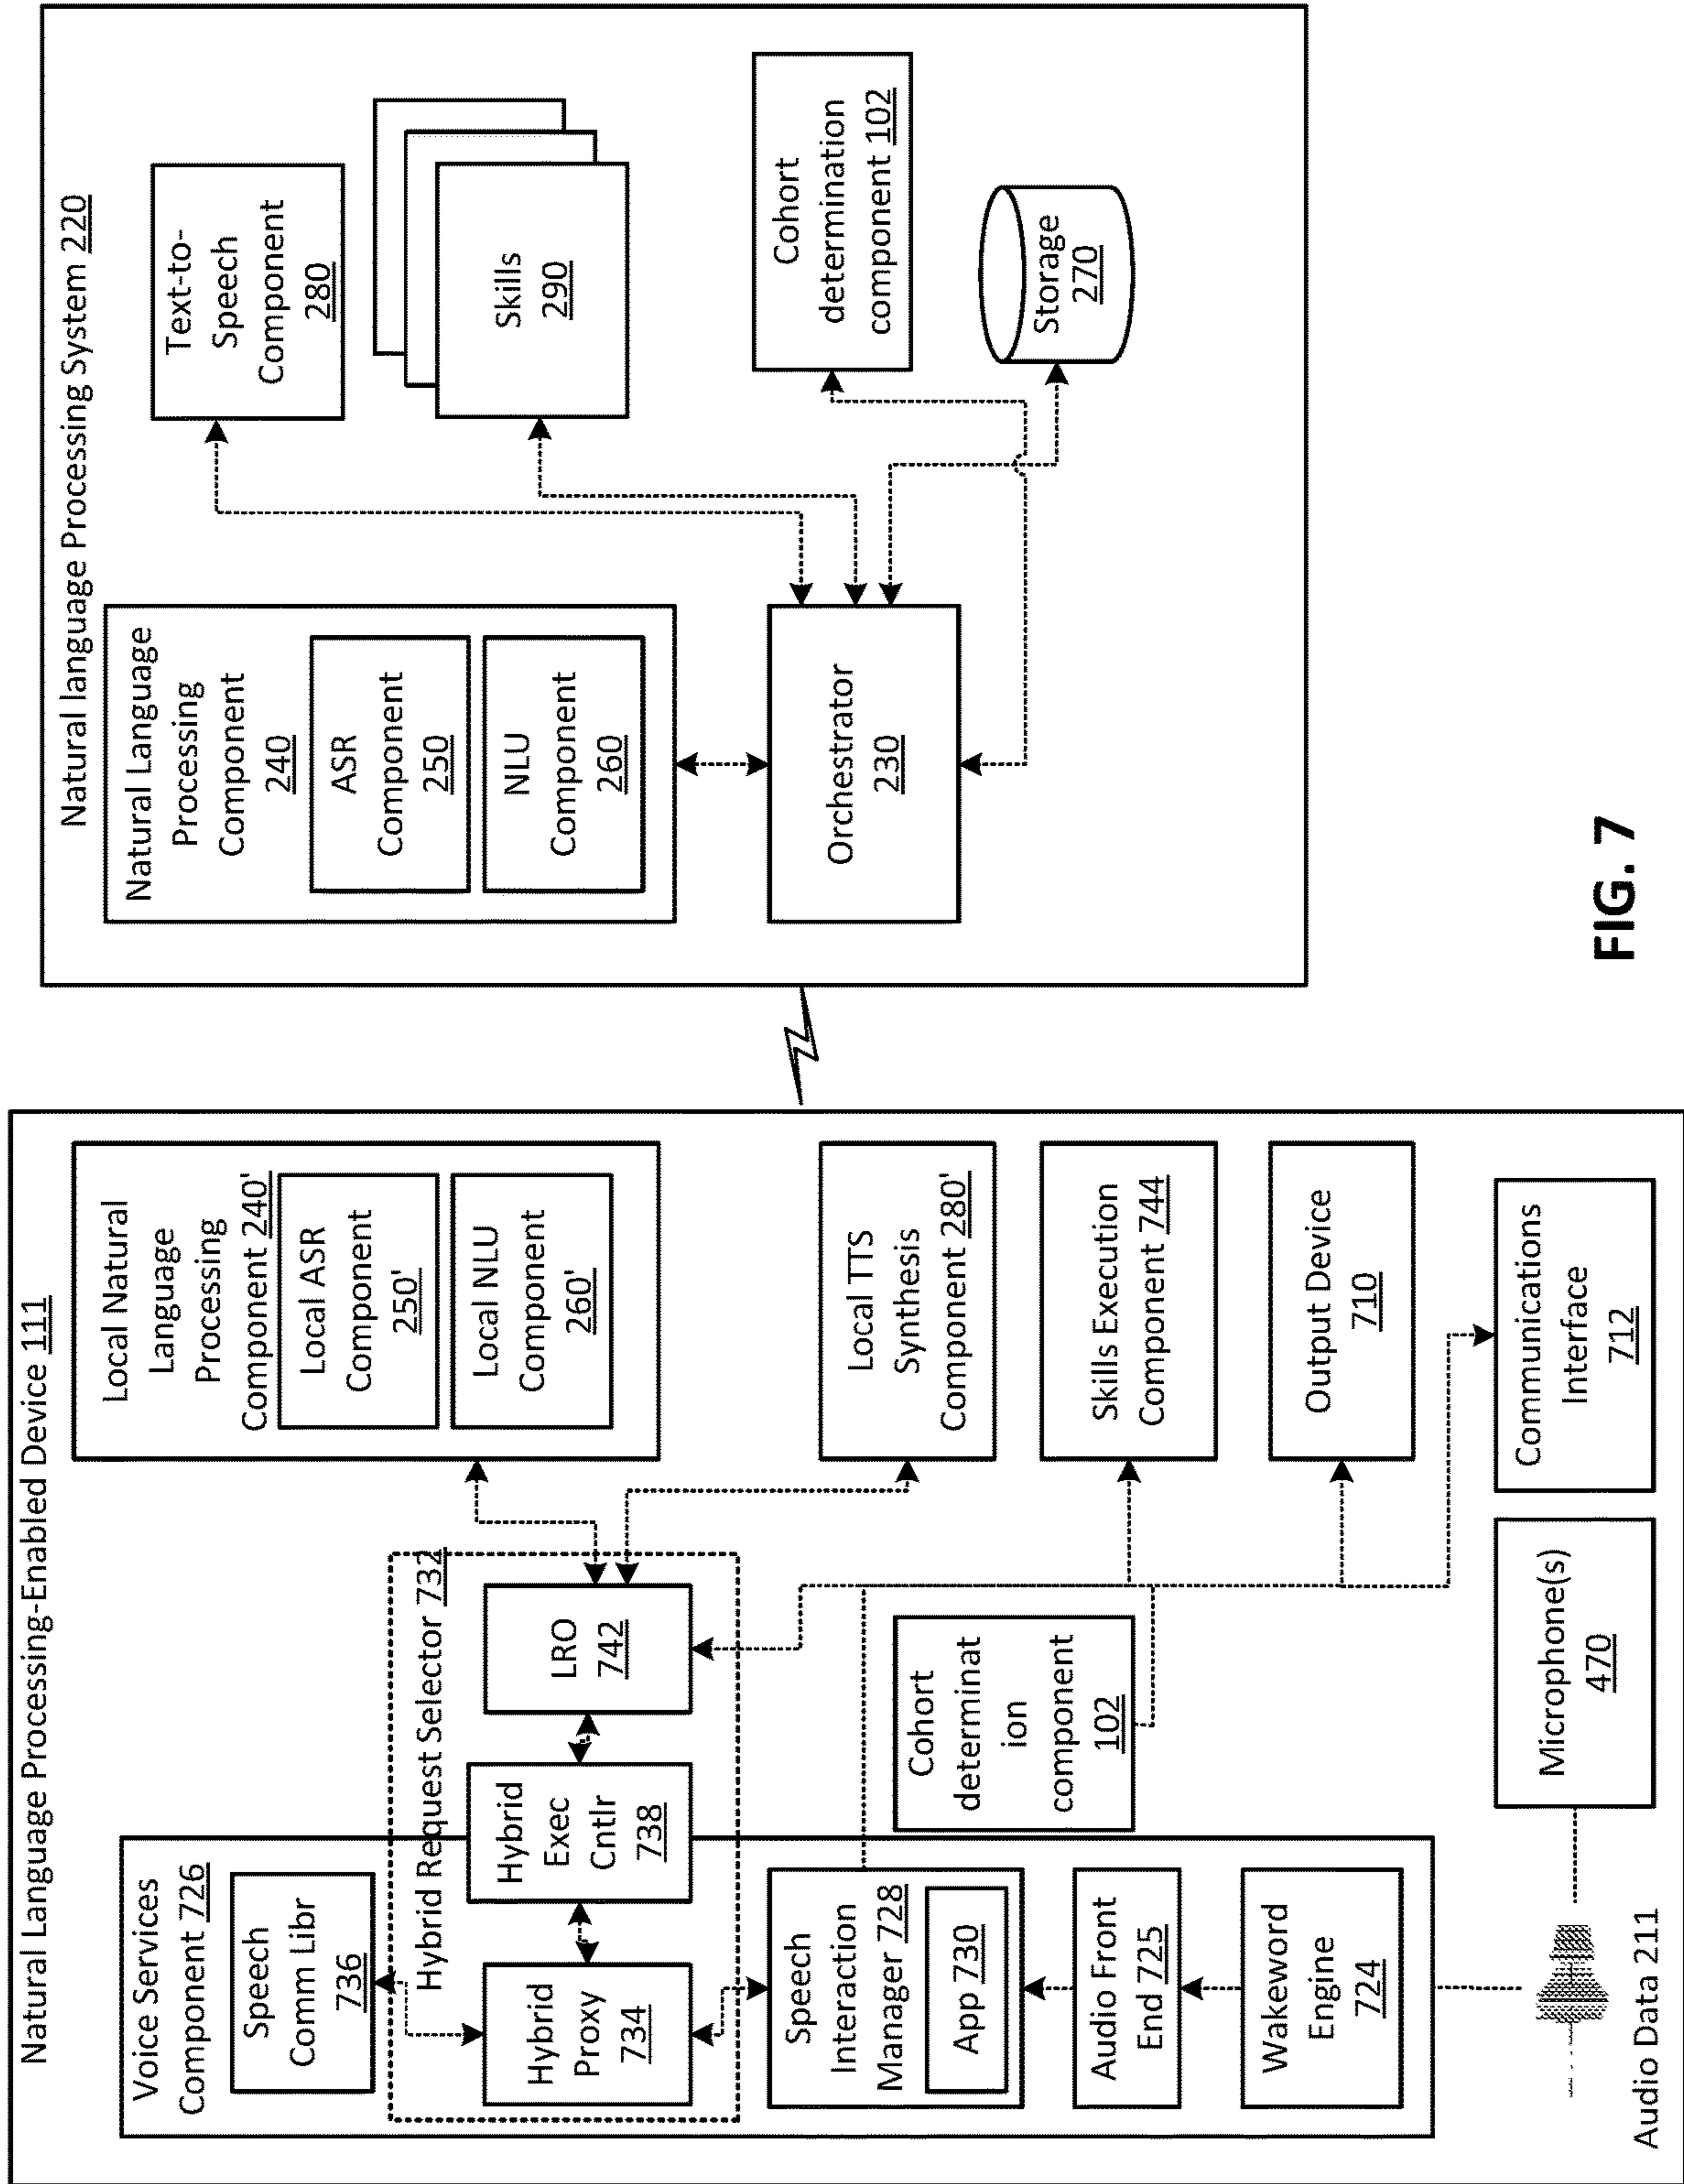 Natural Language Processing-Enabled Device 111
Voice Services
Component 726
Speech
Comm Libr
736
Hybrid Request Selector 732
Hybrid
Proxy
734
Hybrid
Exec
Cntlr
738
LRO
742
Speech
Interaction
Manager 728
App 730
Audio Front
End 725
Wakeword
Engine
724
Cohort
determinat
ion
component
102
Local Natural
Language
Processing
Component 240'
Local ASR
Component
250'
Local NLU
Component
260'
Local TTS
Synthesis
Component 280'
Skills Execution
Component 744
Output Device
710
Microphone(s)
470
Communications
Interface
712
Audio Data 211
Natural language Processing System 220
Natural Language
Processing
Component
240
ASR
Component
250
NLU
Component
260
Orchestrator
230
Text-to-
Speech
Component
280
Skills
290
Cohort
determination
component 102
Storage
270
FIG. 7